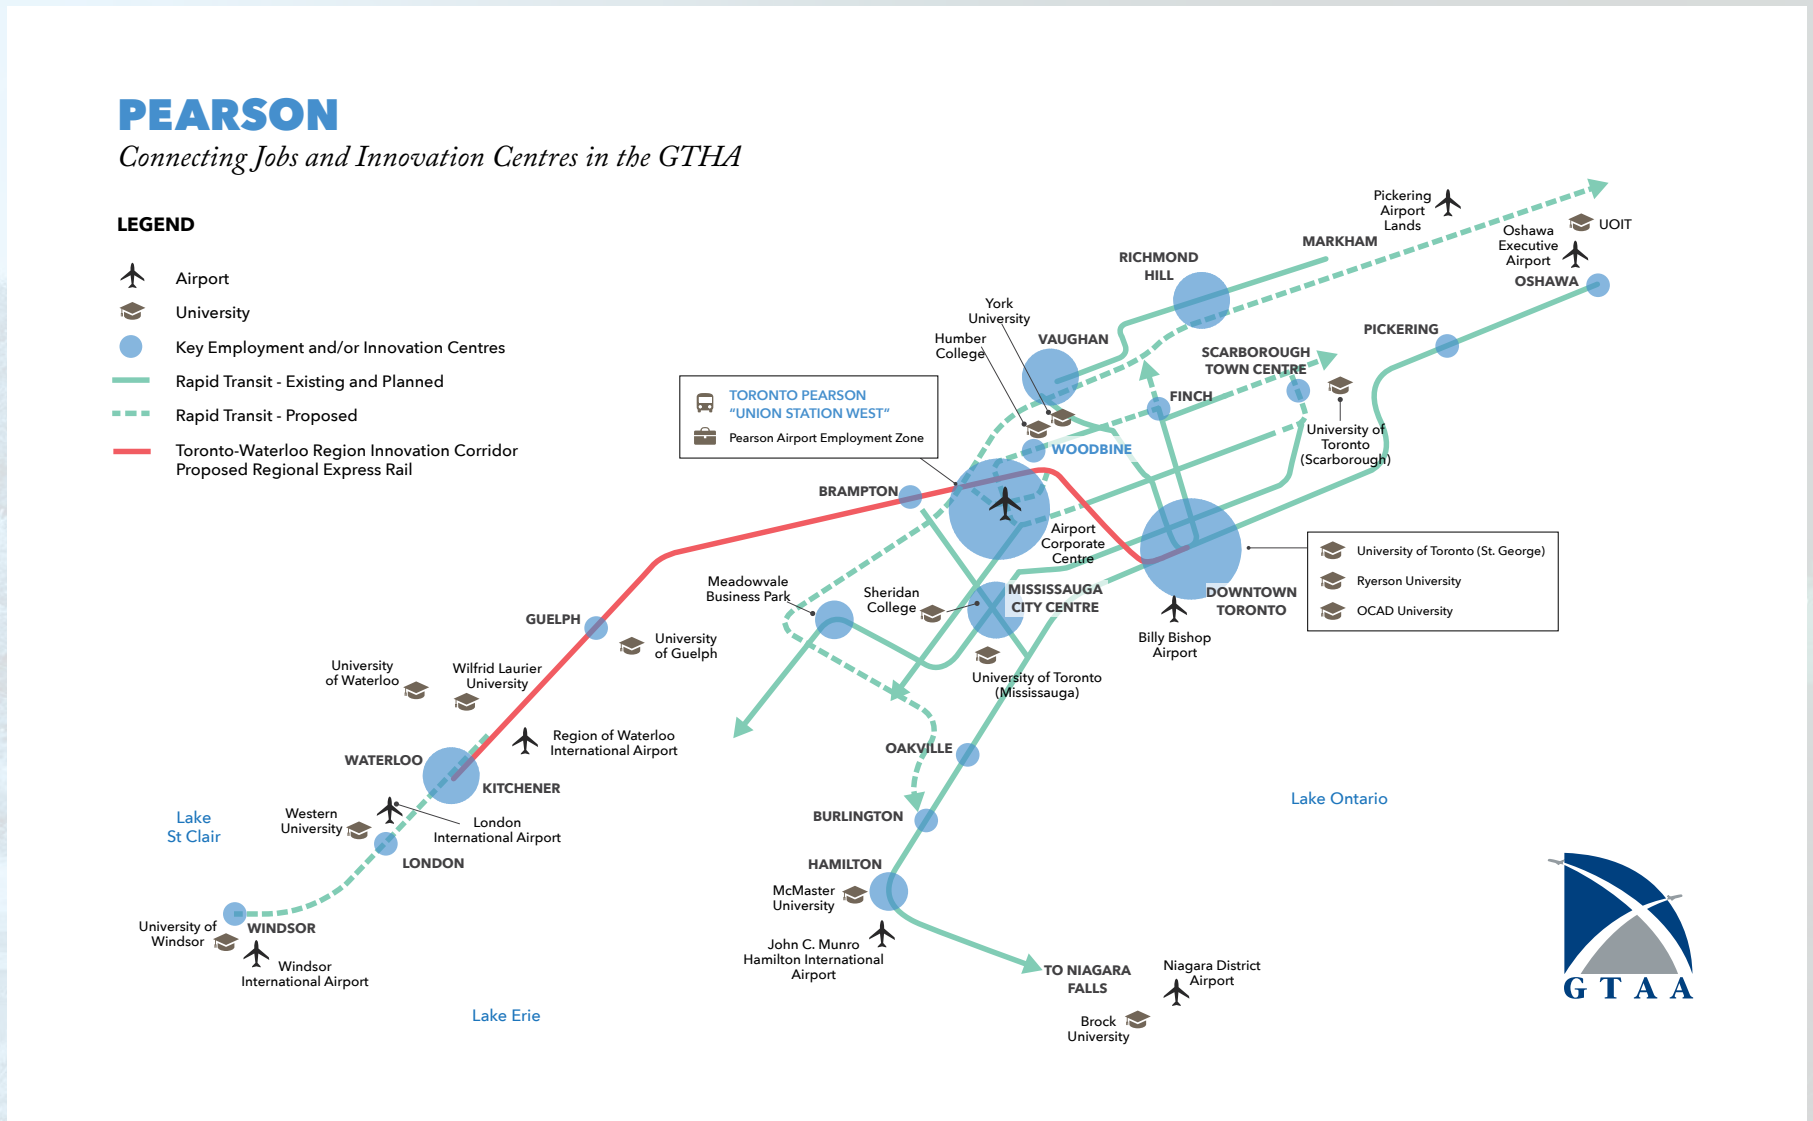 PEARSON
Connecting Jobs and Innovation Centres in the GTHA
LEGEND
Airport
University
Key Employment and/or Innovation Centres
Rapid Transit - Existing and Planned
Rapid Transit - Proposed
Toronto-Waterloo Region Innovation Corridor
Proposed Regional Express Rail
Pickering
Airport
Lands
UOIT
Oshawa
Executive
Airport
OSHAWA
MARKHAM
RICHMOND
HILL
PICKERING
York
University
Humber
College
VAUGHAN
SCARBOROUGH
TOWN CENTRE
FINCH
TORONTO PEARSON
“UNION STATION WEST”
Pearson Airport Employment Zone
WOODBINE
University of
Toronto
(Scarborough)
BRAMPTON
Airport
Corporate
Centre
University of Toronto (St. George)
Ryerson University
OCAD University
DOWNTOWN
TORONTO
Billy Bishop
Airport
Meadowvale
Business Park
Sheridan
College
MISSISSAUGA
CITY CENTRE
University of Toronto
(Mississauga)
GUELPH
University
of Guelph
University
of Waterloo
Wilfrid Laurier
University
Region of Waterloo
International Airport
WATERLOO
KITCHENER
OAKVILLE
BURLINGTON
Lake Ontario
Lake
St Clair
Western
University
London
International Airport
LONDON
HAMILTON
McMaster
University
University of
Windsor
WINDSOR
Windsor
International Airport
John C. Munro
Hamilton International
Airport
TO NIAGARA
FALLS
Niagara District
Airport
Brock
University
Lake Erie
GTAA